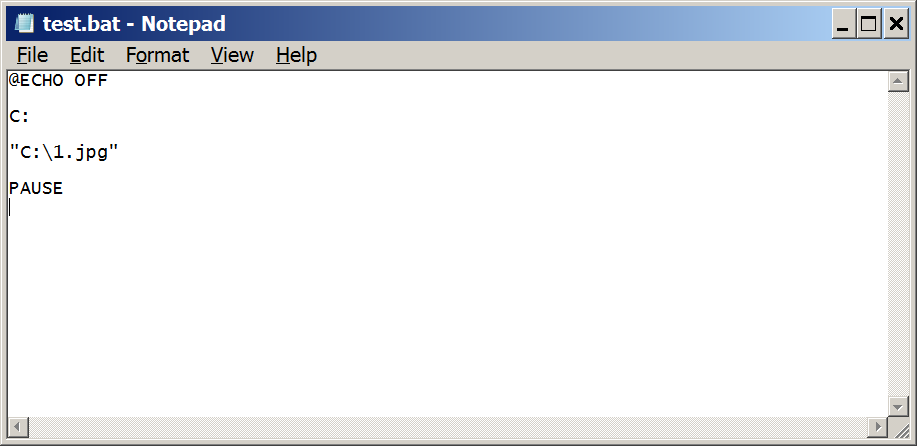 test.bat - Notepad
File Edit Format View Help
@ECHO OFF
C:
"C:\1.jpg"
PAUSE